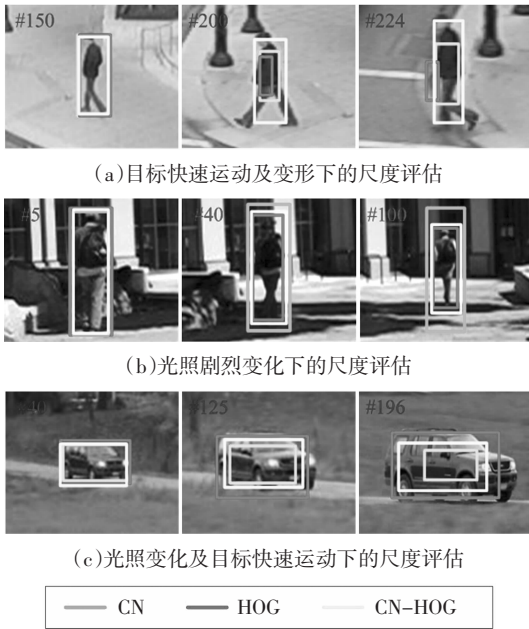 #150 #200 #224
(a)目标快速运动及变形下的尺度评估
#5 #40 #100
(b)光照剧烈变化下的尺度评估
#125 #196
(c)光照变化及目标快速运动下的尺度评估
CN HOG CN-HOG